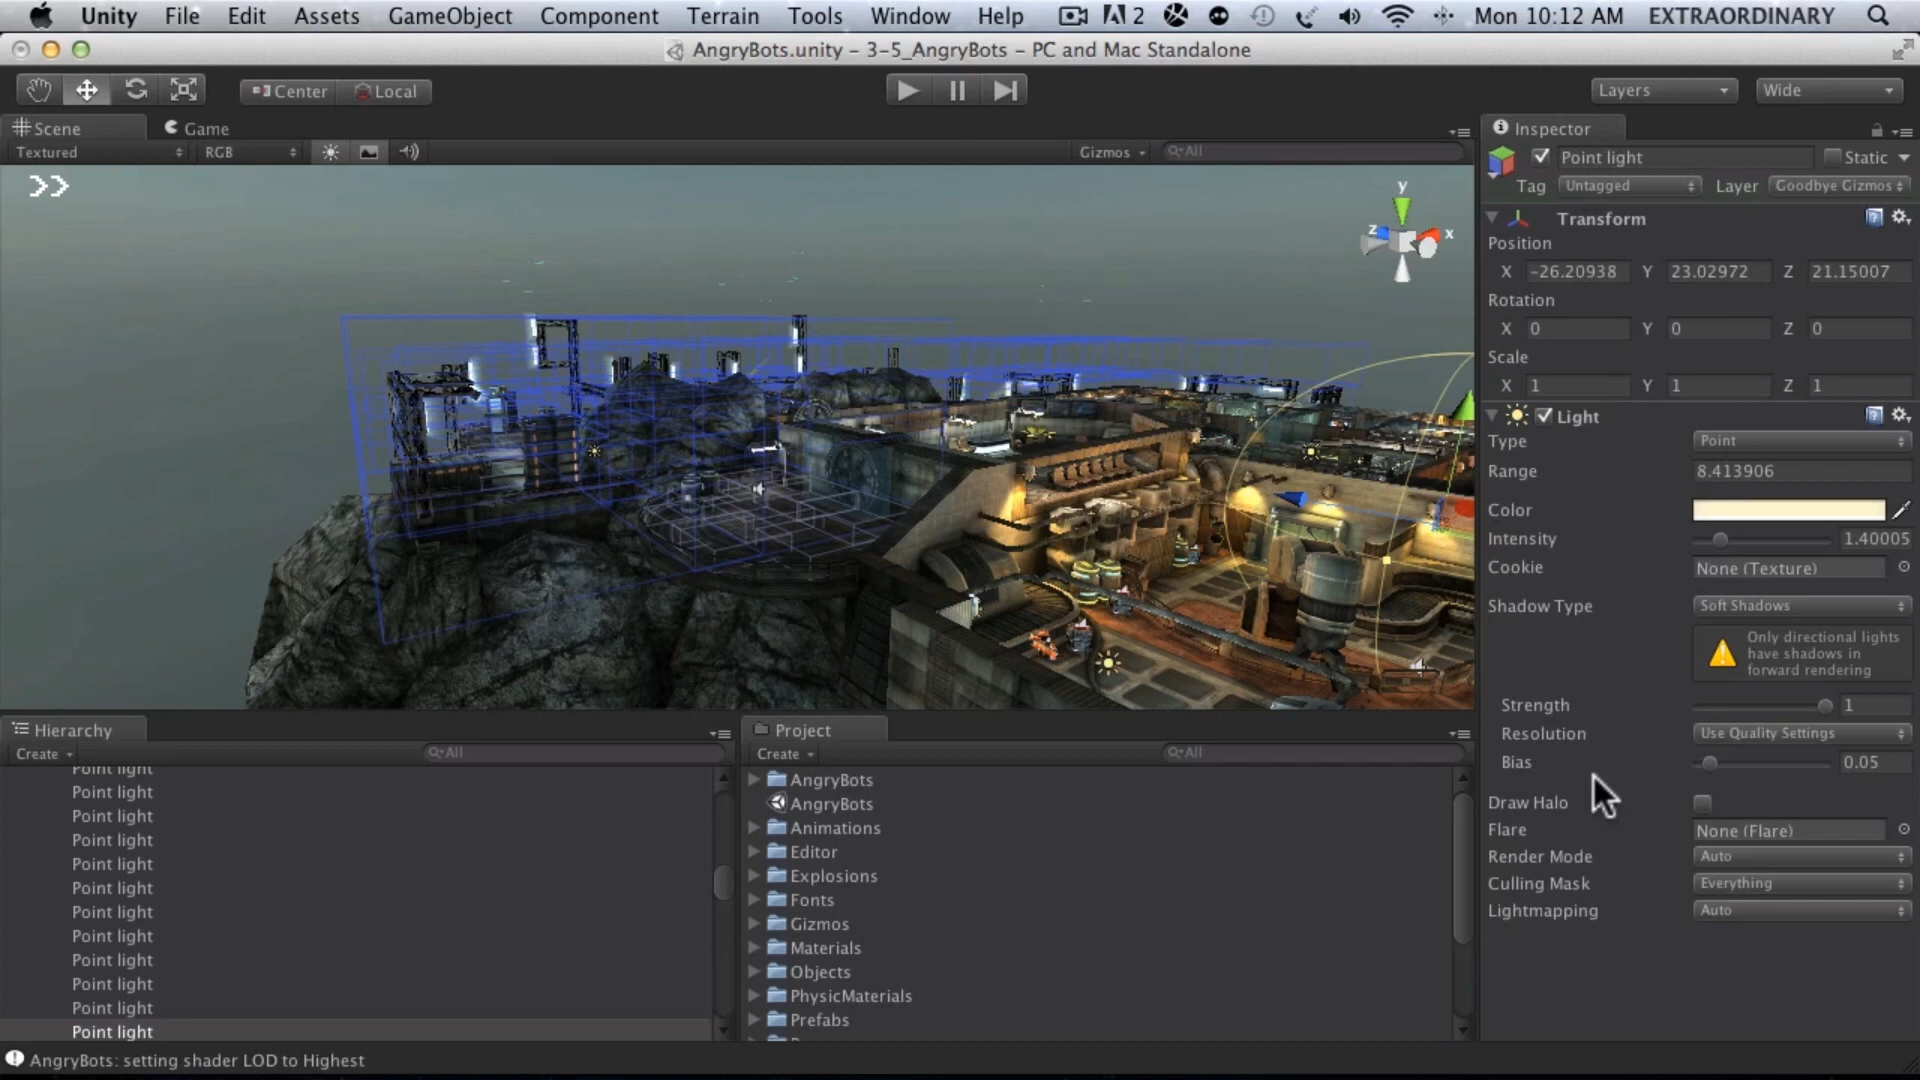 Unity File Edit Assets GameObject Component Terrain Tools Window Help 2 Mon 10:12 AM EXTRAORDINARY
AngryBots.unity – 3-5_AngryBots – PC and Mac Standalone
Center Local Layers Wide
Scene Game Inspector
Textured RGB Gizmos All
>>
y
z x
Point light Static
Tag Untagged Layer Goodbye Gizmos
Transform
Position
X -26.20938 Y 23.02972 Z 21.15007
Rotation
X 0 Y 0 Z 0
Scale
X 1 Y 1 Z 1
Light
Type Point
Range 8.413906
Color
Intensity 1.40005
Cookie None (Texture)
Shadow Type Soft Shadows
Only directional lights
have shadows in
forward rendering
Strength 1
Resolution Use Quality Settings
Bias 0.05
Draw Halo
Flare None (Flare)
Render Mode Auto
Culling Mask Everything
Lightmapping Auto
Hierarchy
Create All
Point light
Point light
Point light
Point light
Point light
Point light
Point light
Point light
Point light
Point light
Point light
Point light
Project
Create All
AngryBots
AngryBots
Animations
Editor
Explosions
Fonts
Gizmos
Materials
Objects
PhysicMaterials
Prefabs
AngryBots: setting shader LOD to Highest